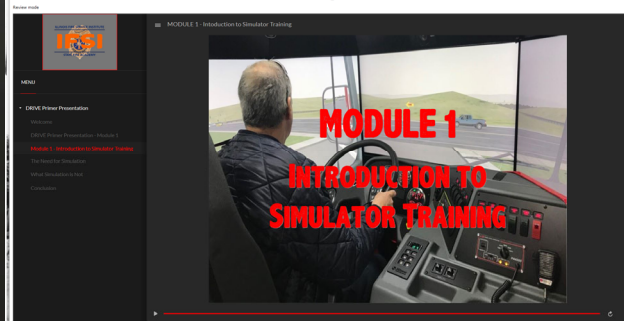 Review mode
MODULE 1 - Intoduction to Simulator Training
IFSI
MENU
DRIVE Primer Presentation
Welcome
DRIVE Primer Presentation - Module 1
Module 1 - Introduction to Simulator Training
The Need for Simulation
What Simulation is Not
Conclusion
MODULE 1
INTRODUCTION TO
SIMULATOR TRAINING